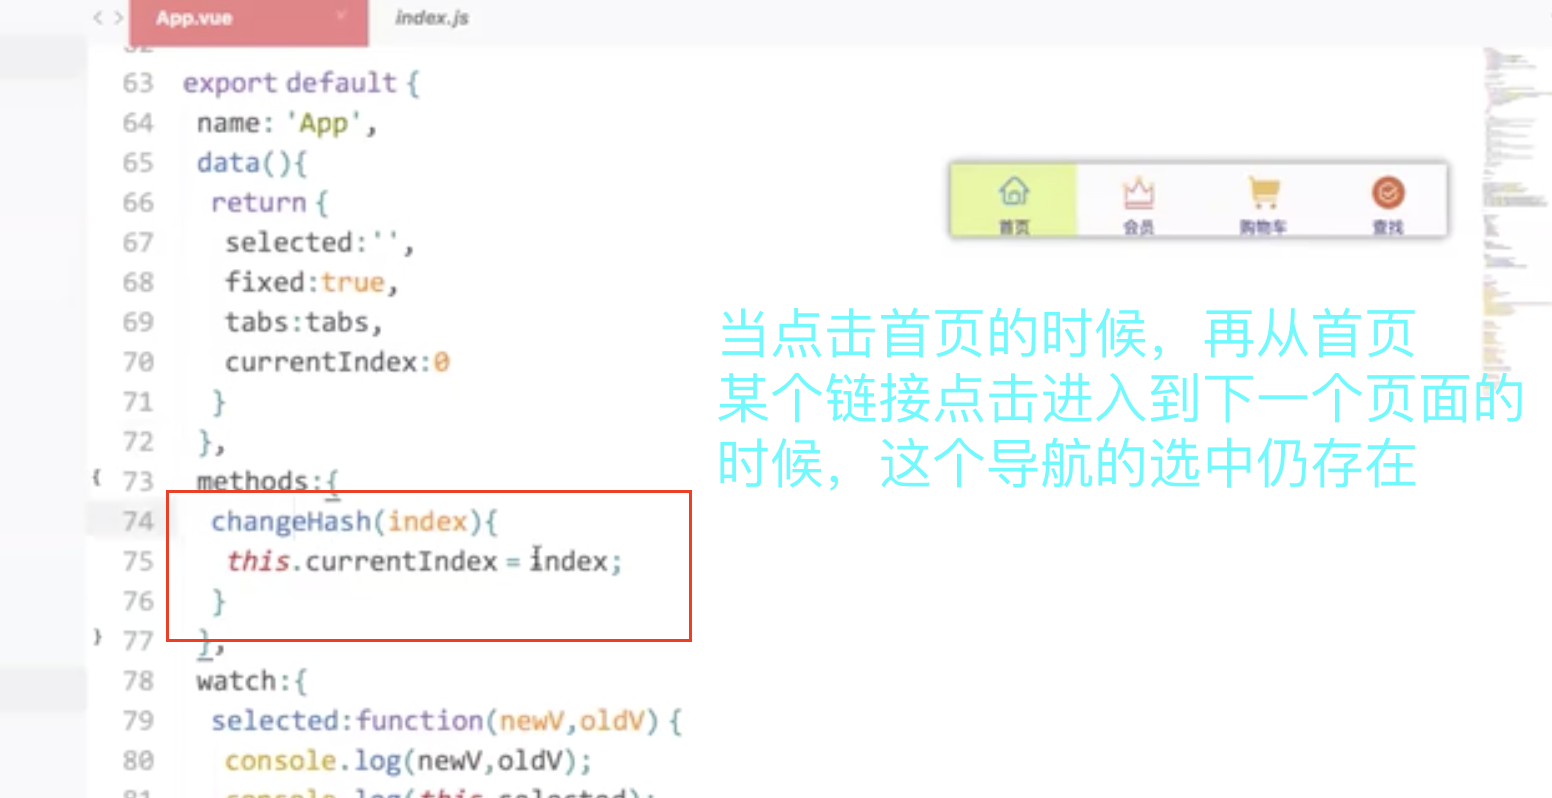 App.vue
index.js
63 export default {
64 name: 'App',
65 data(){
66 return {
67 selected:'',
68 fixed:true,
69 tabs:tabs,
70 currentIndex:0
71 }
72 },
{ 73 methods:{
74 changeHash(index){
75 this.currentIndex = index;
76 }
} 77 },
78 watch:{
79 selected:function(newV,oldV) {
80 console.log(newV,oldV);
首页
会员
购物车
查找
当点击首页的时候，再从首页
某个链接点击进入到下一个页面的
时候，这个导航的选中仍存在